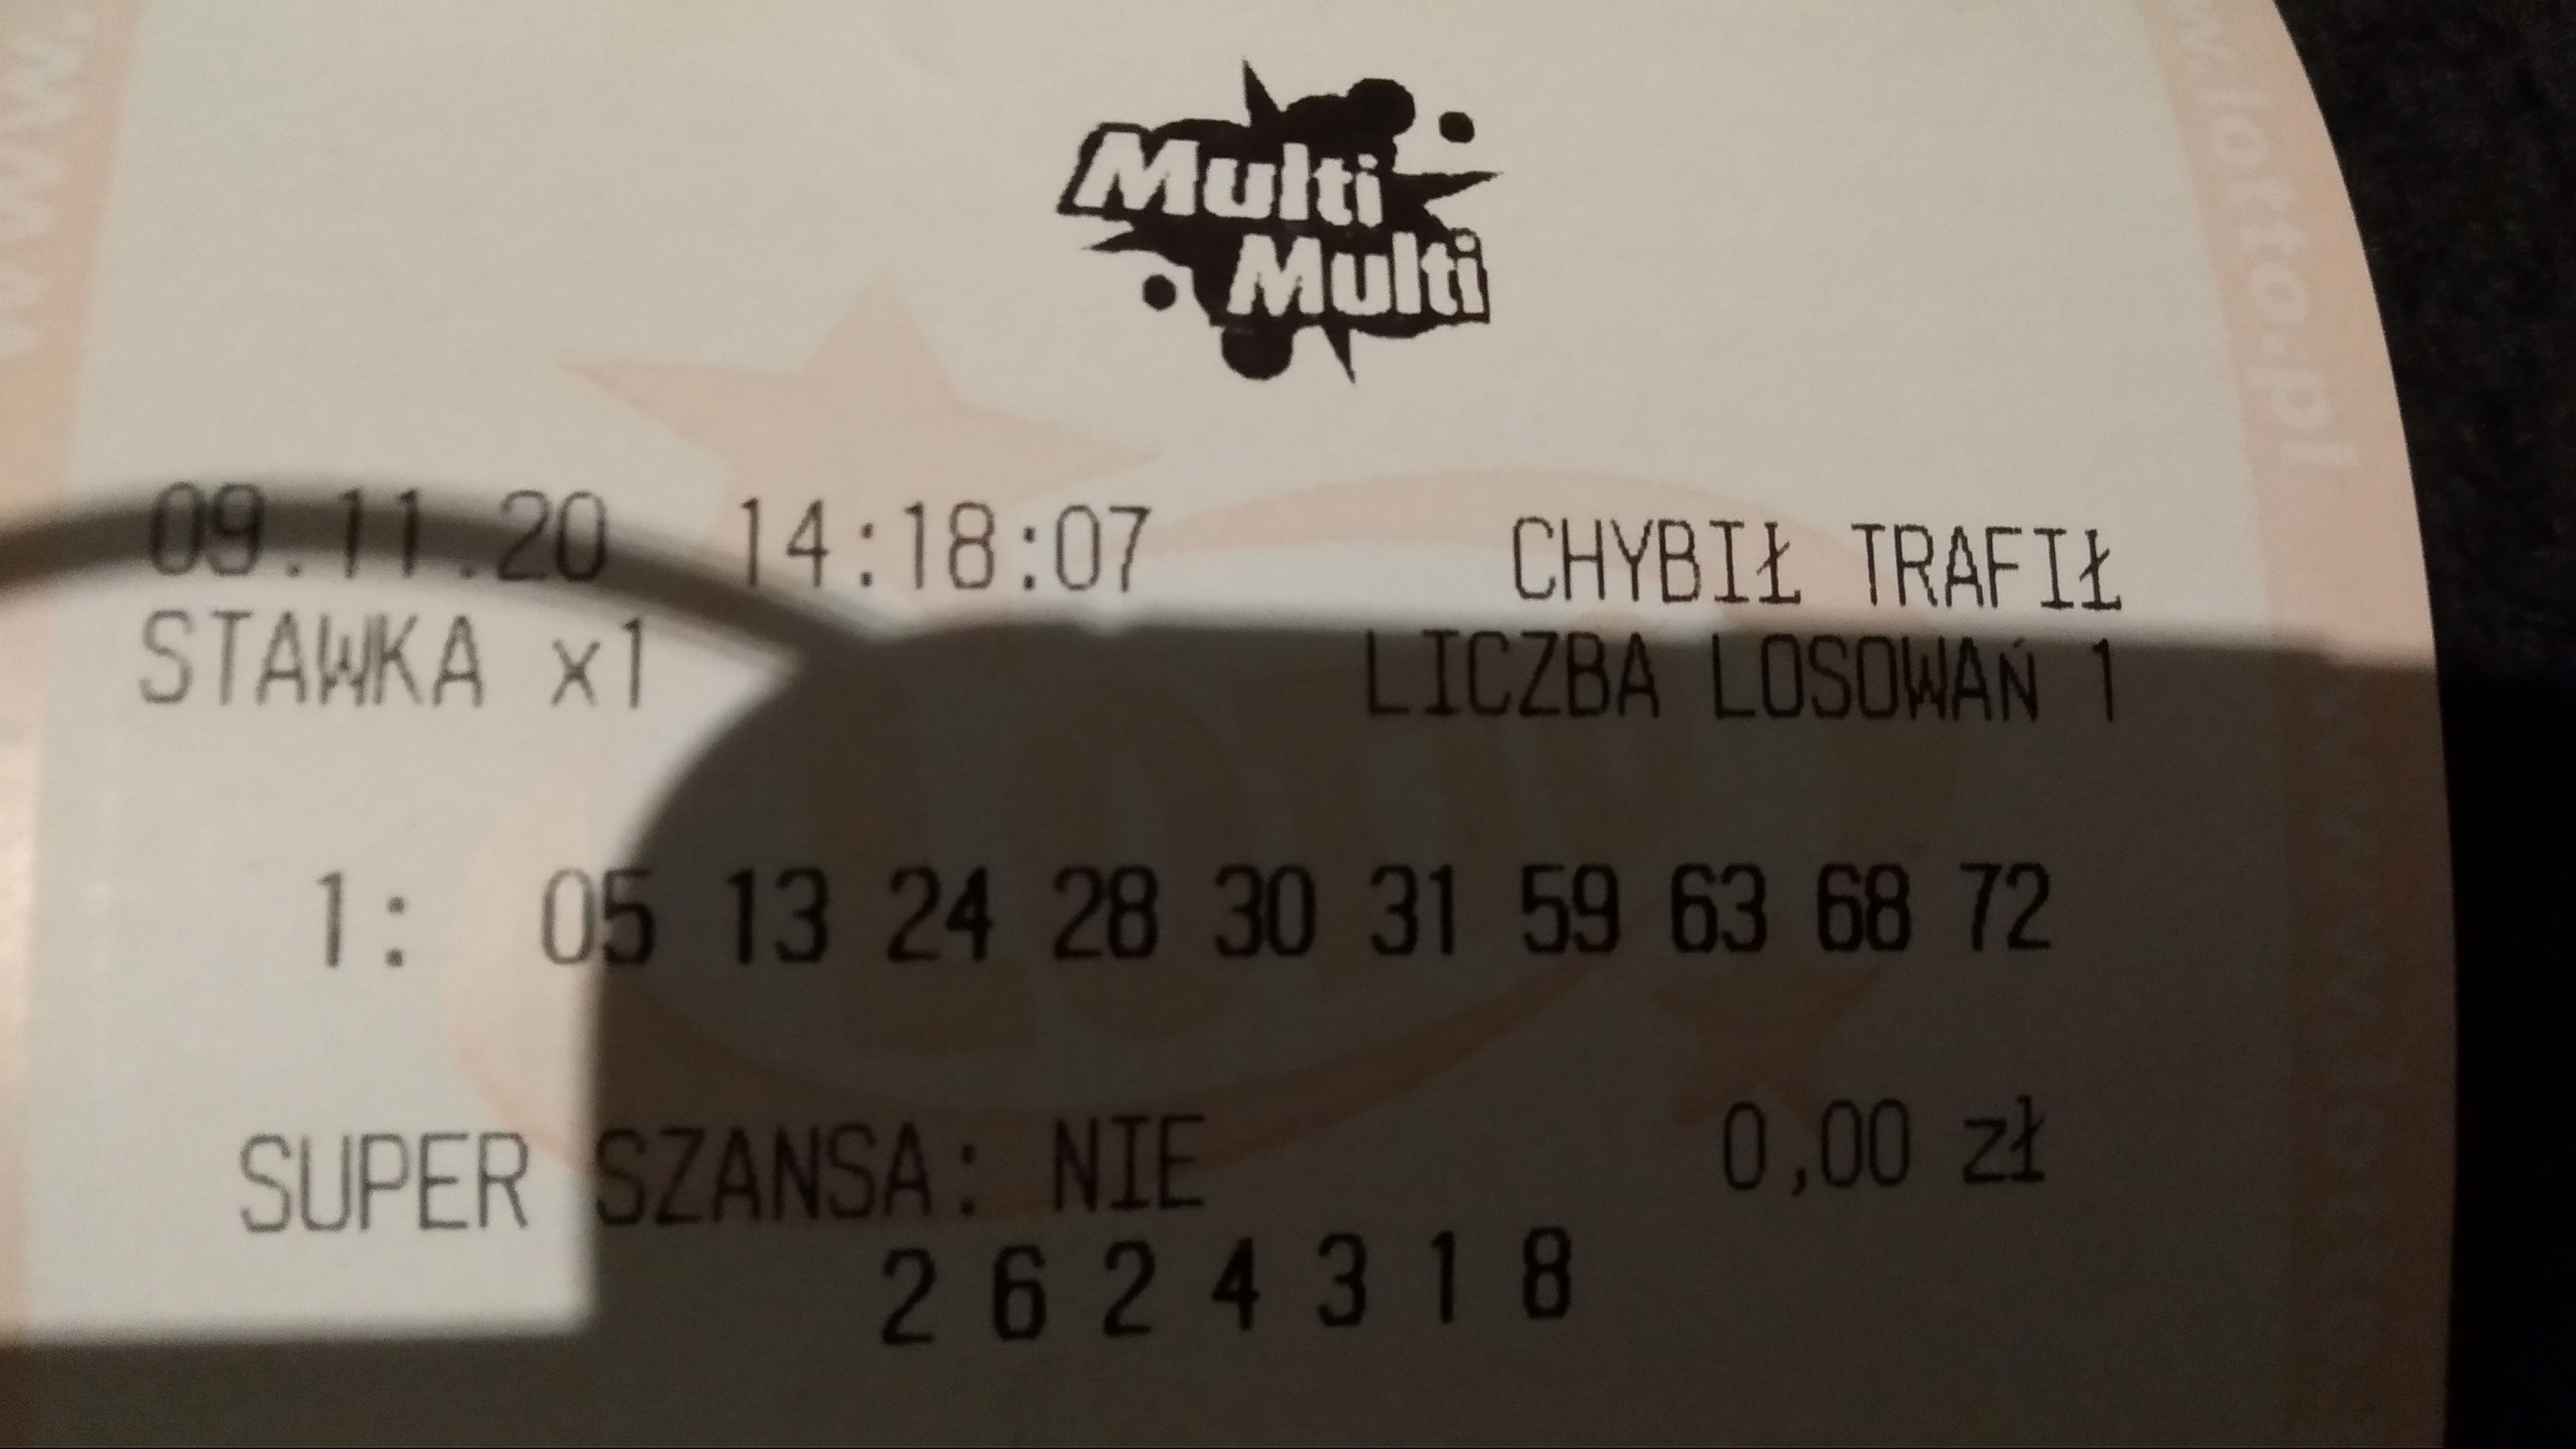 Multi
Multi
09.11.20 14:18:07 CHYBIŁ TRAFIŁ
STAWKA x1 LICZBA LOSOWAŃ 1
1: 05 13 24 28 30 31 59 63 68 72
SUPER SZANSA: NIE 0,00 zł
2 6 2 4 3 1 8
w.lotto.pl